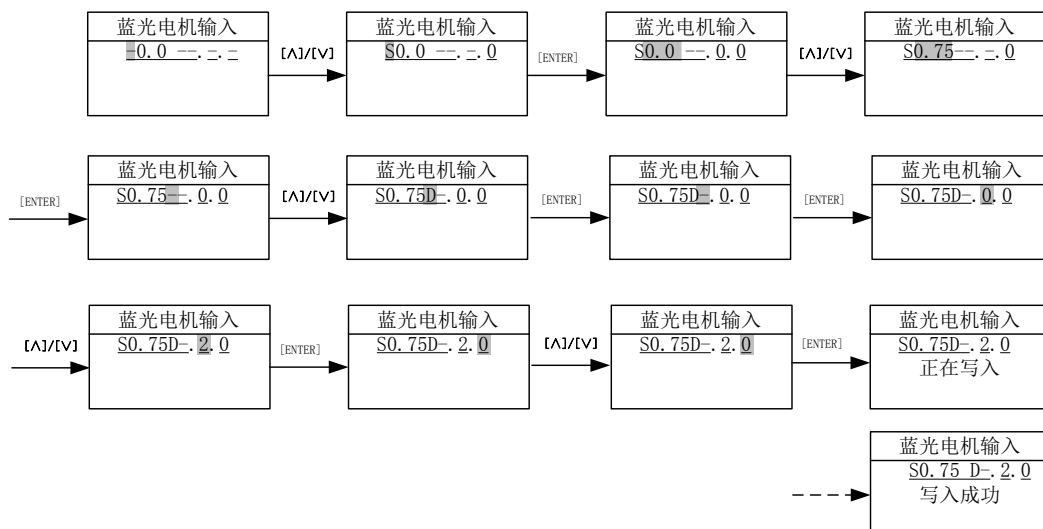 蓝光电机输入
-0.0 --.-.-
[Λ]/[V]
蓝光电机输入
S0.0 --.-.0
[ENTER]
蓝光电机输入
S0.0 --.0.0
[Λ]/[V]
蓝光电机输入
S0.75--.-.0
[ENTER]
蓝光电机输入
S0.75--.0.0
[Λ]/[V]
蓝光电机输入
S0.75D-.0.0
[ENTER]
蓝光电机输入
S0.75D-.0.0
[ENTER]
蓝光电机输入
S0.75D-.0.0
[Λ]/[V]
蓝光电机输入
S0.75D-.2.0
[ENTER]
蓝光电机输入
S0.75D-.2.0
[Λ]/[V]
蓝光电机输入
S0.75D-.2.0
[ENTER]
蓝光电机输入
S0.75D-.2.0
正在写入
蓝光电机输入
S0.75 D-.2.0
写入成功